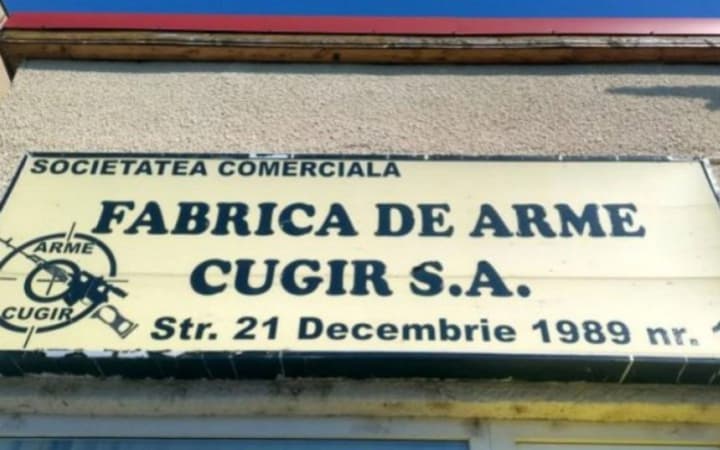 SOCIETATEA COMERCIALA
FABRICA DE ARME
CUGIR S.A.
ARME
CUGIR
Str. 21 Decembrie 1989 nr.